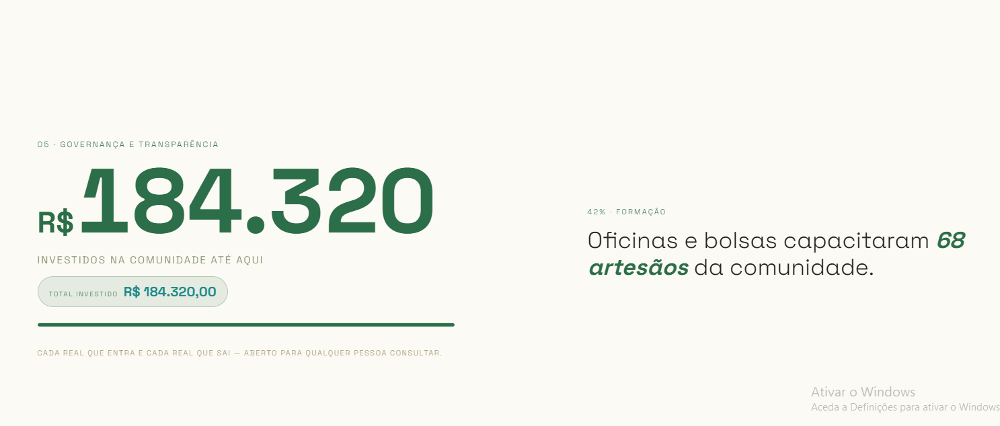 05 · GOVERNANÇA E TRANSPARÊNCIA
R$184.320
INVESTIDOS NA COMUNIDADE ATÉ AQUI
TOTAL INVESTIDO R$ 184.320,00
CADA REAL QUE ENTRA E CADA REAL QUE SAI — ABERTO PARA QUALQUER PESSOA CONSULTAR.
42% · FORMAÇÃO
Oficinas e bolsas capacitaram 68
artesãos da comunidade.
Ativar o Windows
Aceda a Definições para ativar o Windows